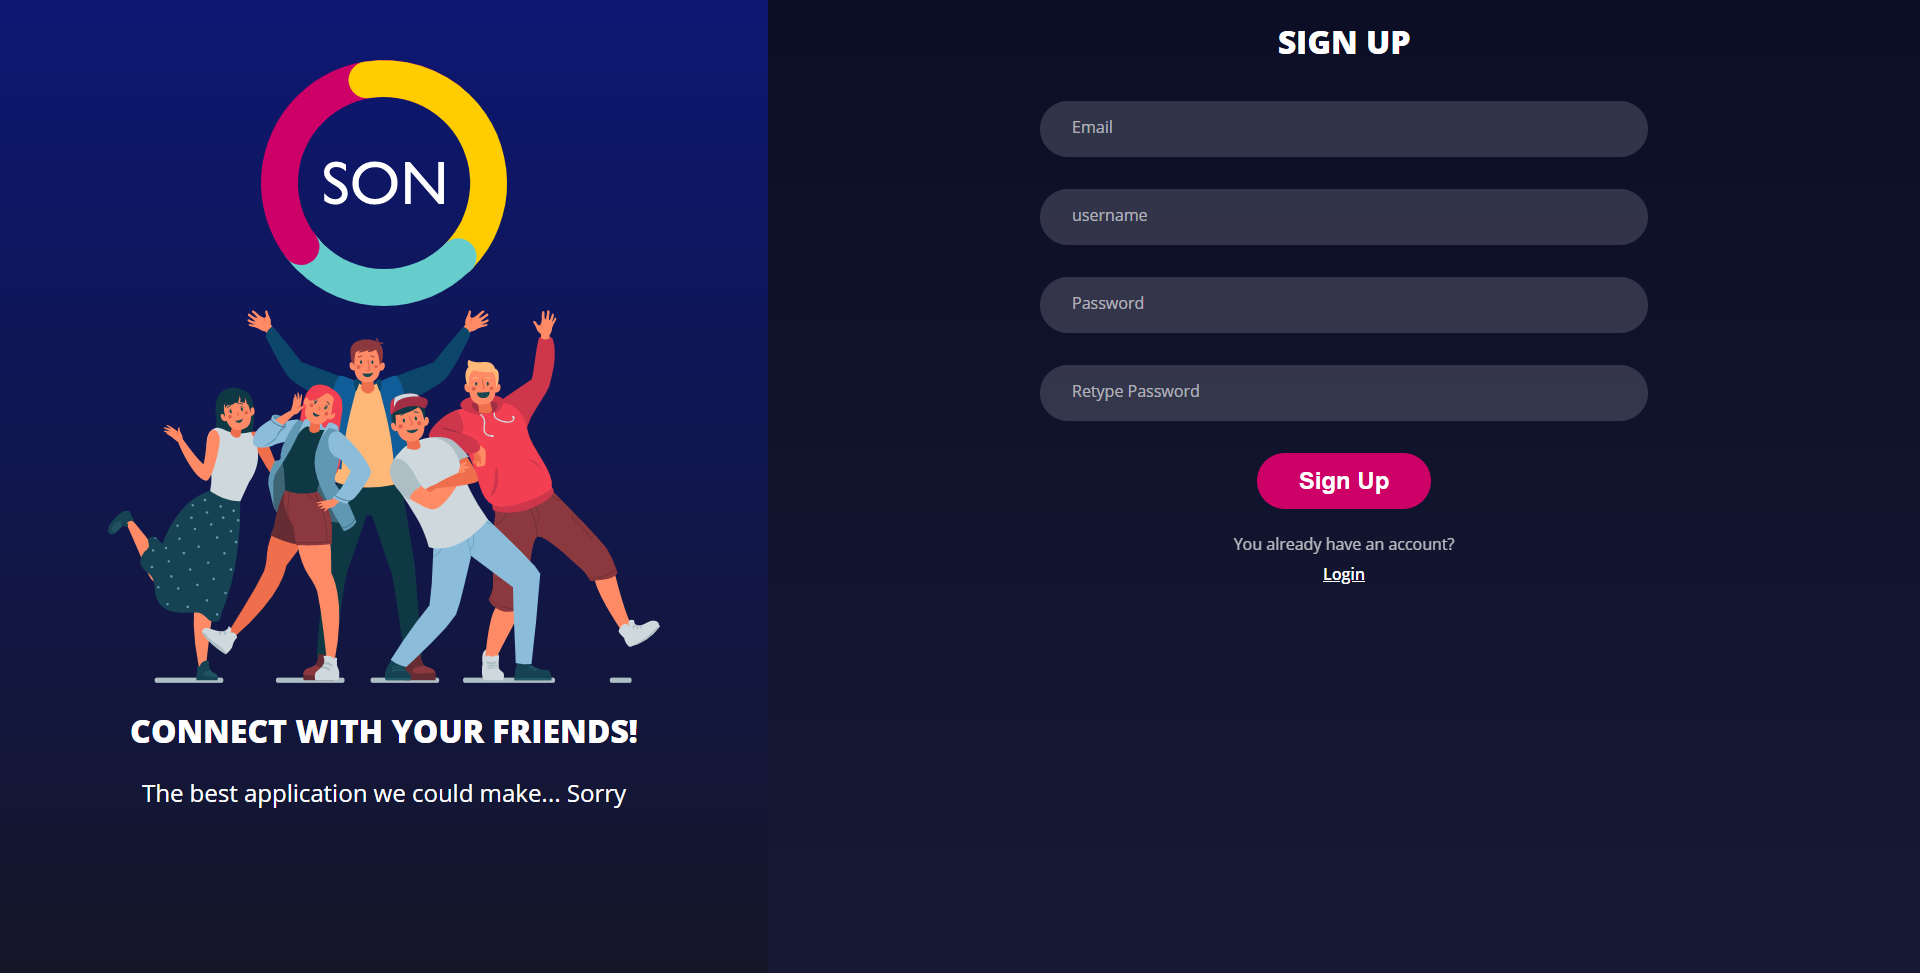 SON
CONNECT WITH YOUR FRIENDS!
The best application we could make... Sorry
SIGN UP
Email
username
Password
Retype Password
Sign Up
You already have an account?
Login